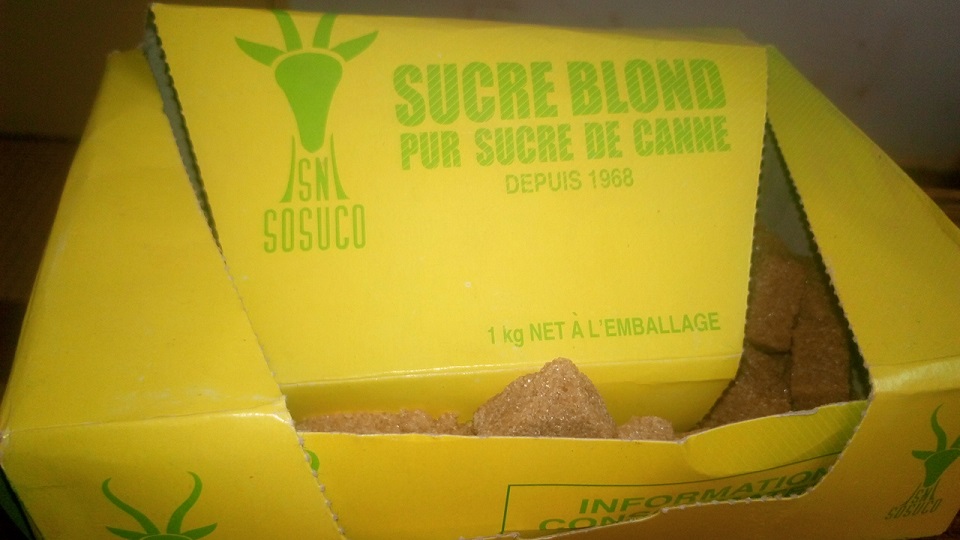 SUCRE BLOND
PUR SUCRE DE CANNE
DEPUIS 1968
SN
SOSUCO
1 kg NET À L'EMBALLAGE
INFORMATION
SN
SOSUCO